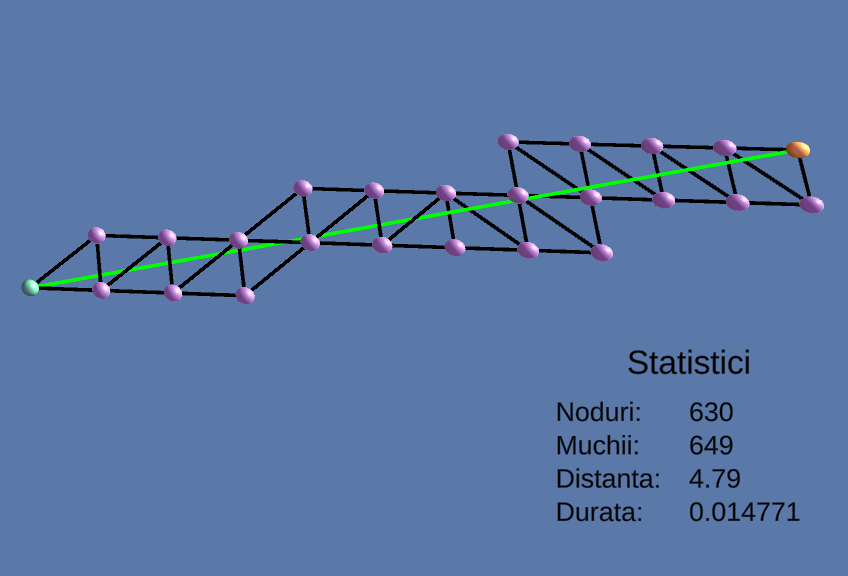 Statistici
Noduri: 630
Muchii: 649
Distanta: 4.79
Durata: 0.014771